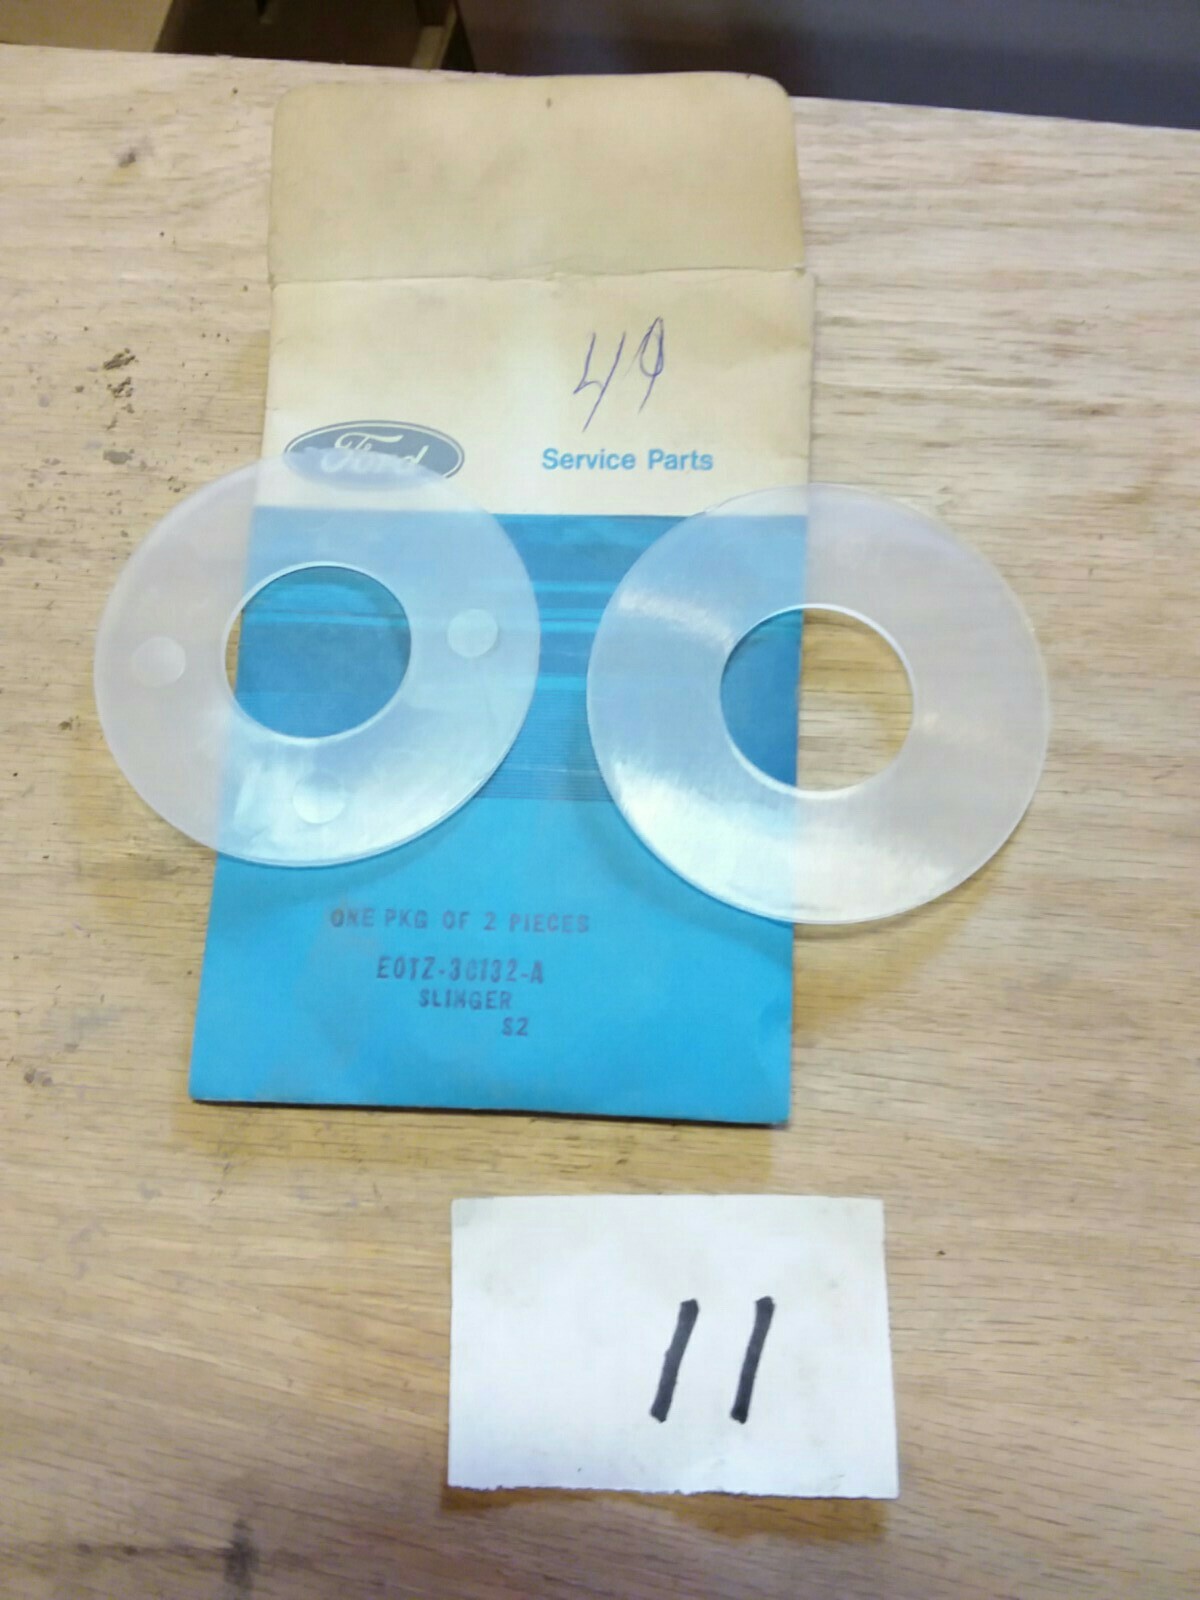 49
Ford
Service Parts
ONE PKG OF 2 PIECES
E0TZ-3C132-A
SLINGER
S2
11